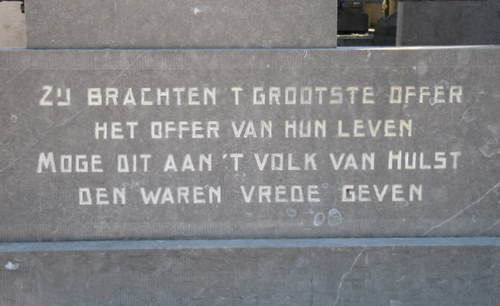 Zij BRACHTEN 'T GROOTSTE OFFER
HET OFFER VAN HUN LEVEN
MOGE DIT AAN 'T VOLK VAN HULST
DEN WAREN VREDE GEVEN